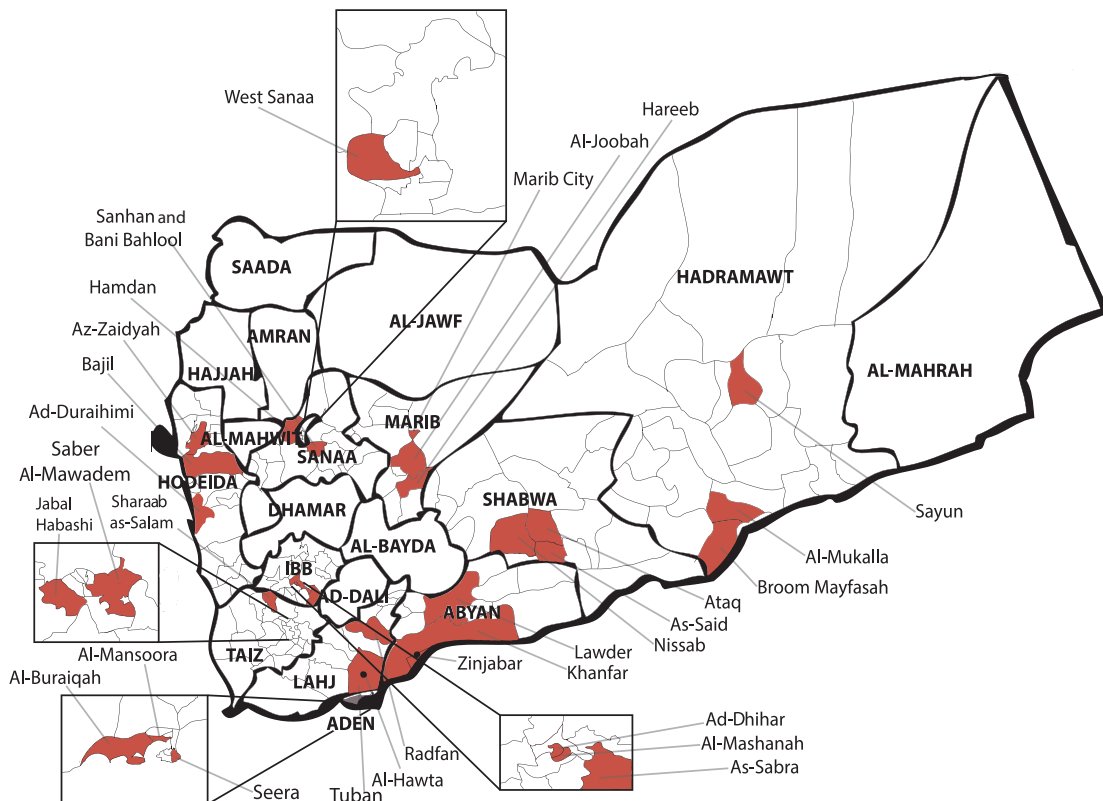 West Sanaa
Hareeb
Al-Joobah
Marib City
Sanhan and
Bani Bahlool
Hamdan
Az-Zaidyah
Bajil
Ad-Duraihimi
Saber
Al-Mawadem
Jabal
Habashi
Sharaab
as-Salam
SAADA
AMRAN
AL-JAWF
HADRAMAWT
AL-MAHRAH
HAJJAH
AL-MAHWIT
SANAA
MARIB
HODEIDA
DHAMAR
SHABWA
AL-BAYDA
IBB
AD-DALI
ABYAN
TAIZ
LAHJ
ADEN
Sayun
Al-Mukalla
Broom Mayfasah
Ataq
As-Said
Nissab
Lawder
Khanfar
Zinjabar
Al-Mansoora
Al-Buraiqah
Seera
Tuban
Al-Hawta
Radfan
Ad-Dhihar
Al-Mashanah
As-Sabra